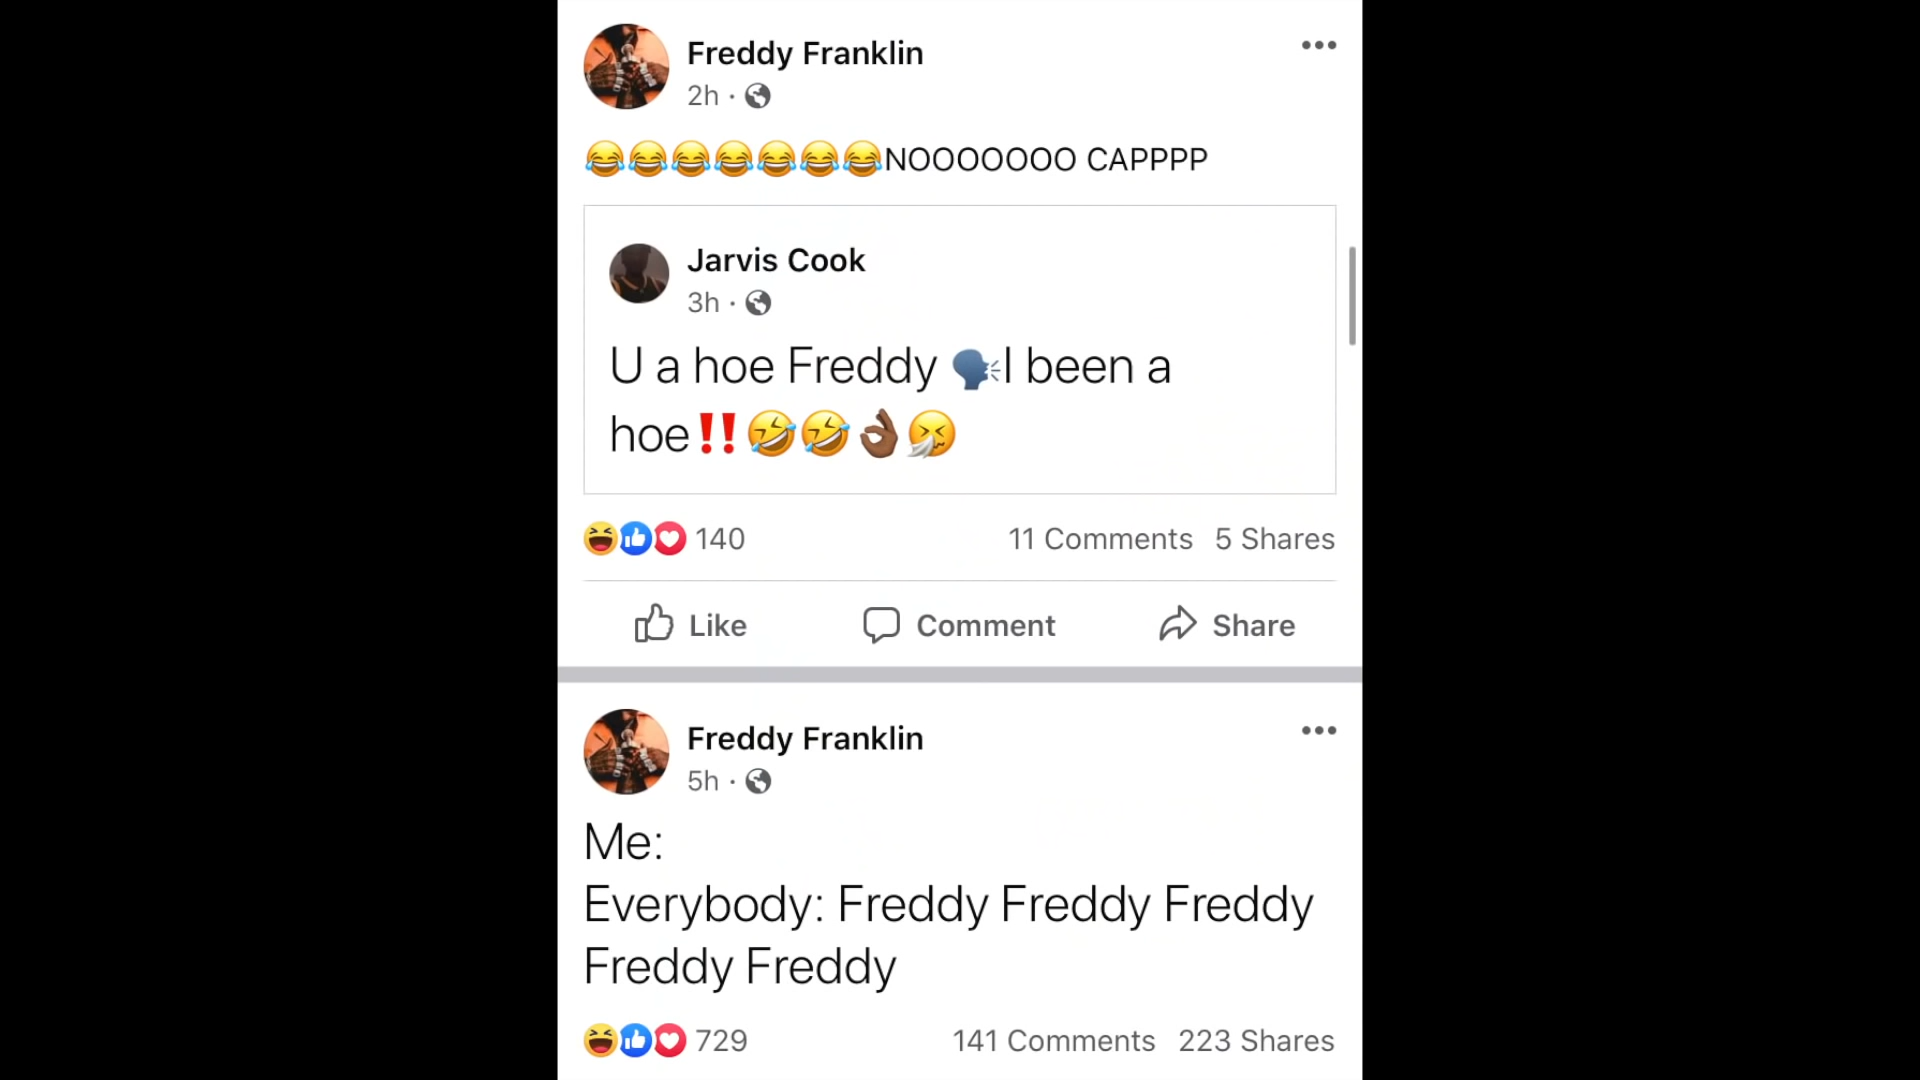 Freddy Franklin
2h ·
😂😂😂😂😂😂😂NOOOOOOO CAPPPP
Jarvis Cook
3h ·
U a hoe Freddy 🗣️I been a
hoe‼️🤣🤣👌🏾🤧
140
11 Comments 5 Shares
Like
Comment
Share
Freddy Franklin
5h ·
Me:
Everybody: Freddy Freddy Freddy
Freddy Freddy
729
141 Comments 223 Shares